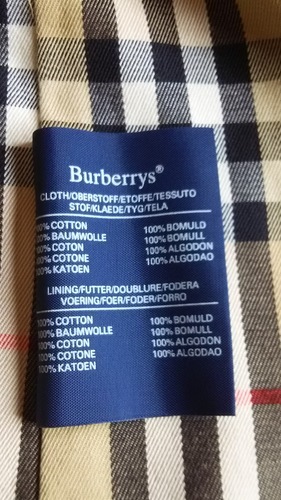 Burberrys®
CLOTH/OBERSTOFF/ETOFFE/TESSUTO
STOF/KLAEDE/TYG/TELA
100% COTTON 100% BOMULD
100% BAUMWOLLE 100% BOMULL
100% COTON 100% ALGODON
100% COTONE 100% ALGODAO
100% KATOEN
LINING/FUTTER/DOUBLURE/FODERA
VOERING/FOER/FODER/FORRO
100% COTTON 100% BOMULD
100% BAUMWOLLE 100% BOMULL
100% COTON 100% ALGODON
100% COTONE 100% ALGODAO
100% KATOEN